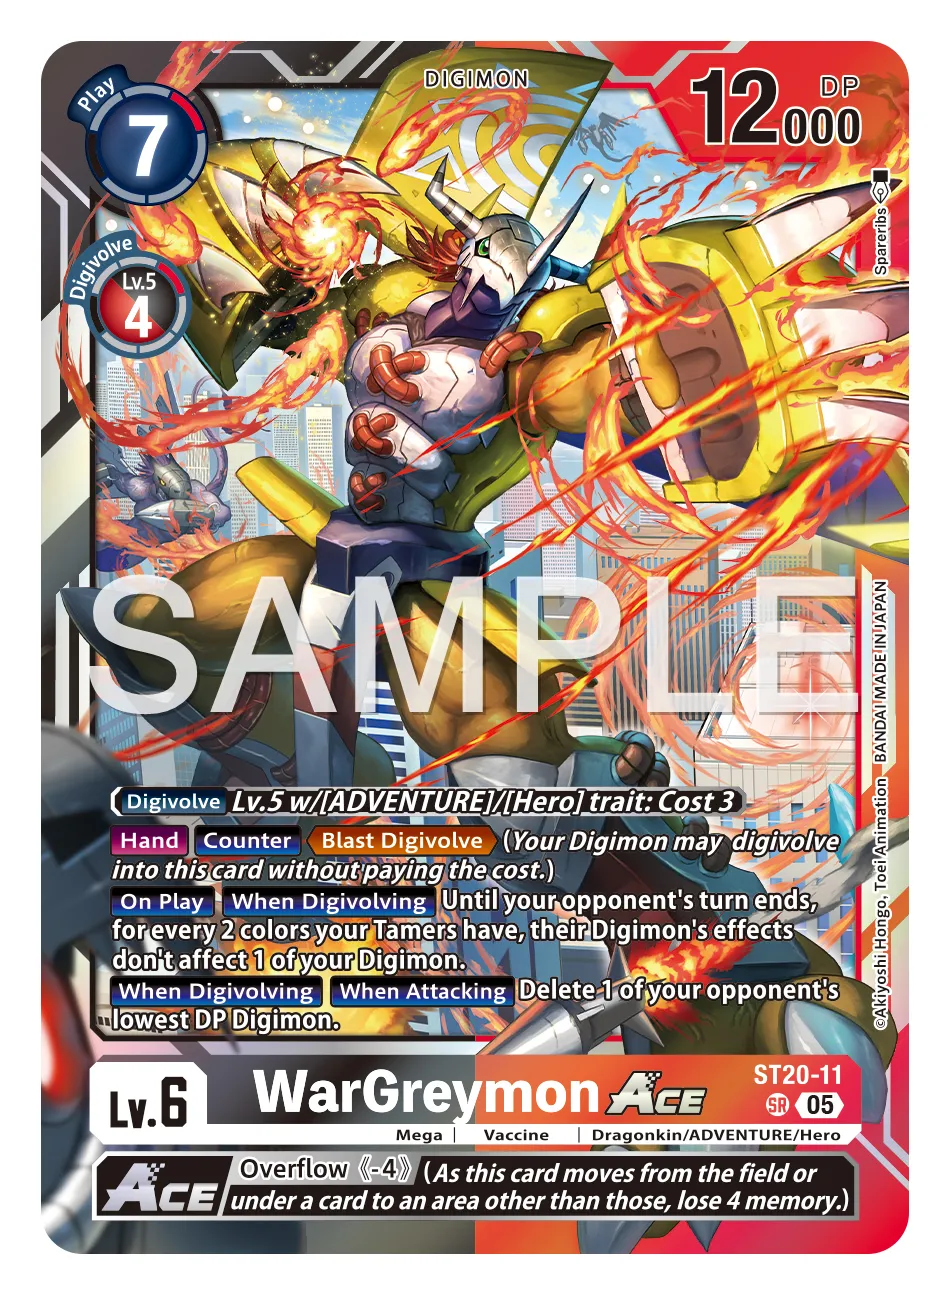 DIGIMON
Play
7
12000
DP
Digivolve
Lv.5
4
Spareribs
SAMPLE
BANDAI MADE IN JAPAN
©Akiyoshi Hongo, Toei Animation
Digivolve Lv.5 w/[ADVENTURE]/[Hero] trait: Cost 3
Hand Counter Blast Digivolve (Your Digimon may digivolve
into this card without paying the cost.)
On Play When Digivolving Until your opponent's turn ends,
for every 2 colors your Tamers have, their Digimon's effects
don't affect 1 of your Digimon.
When Digivolving When Attacking Delete 1 of your opponent's
lowest DP Digimon.
Lv.6
WarGreymon ACE
ST20-11
SR 05
Mega | Vaccine | Dragonkin/ADVENTURE/Hero
ACE
Overflow 《-4》 (As this card moves from the field or
under a card to an area other than those, lose 4 memory.)